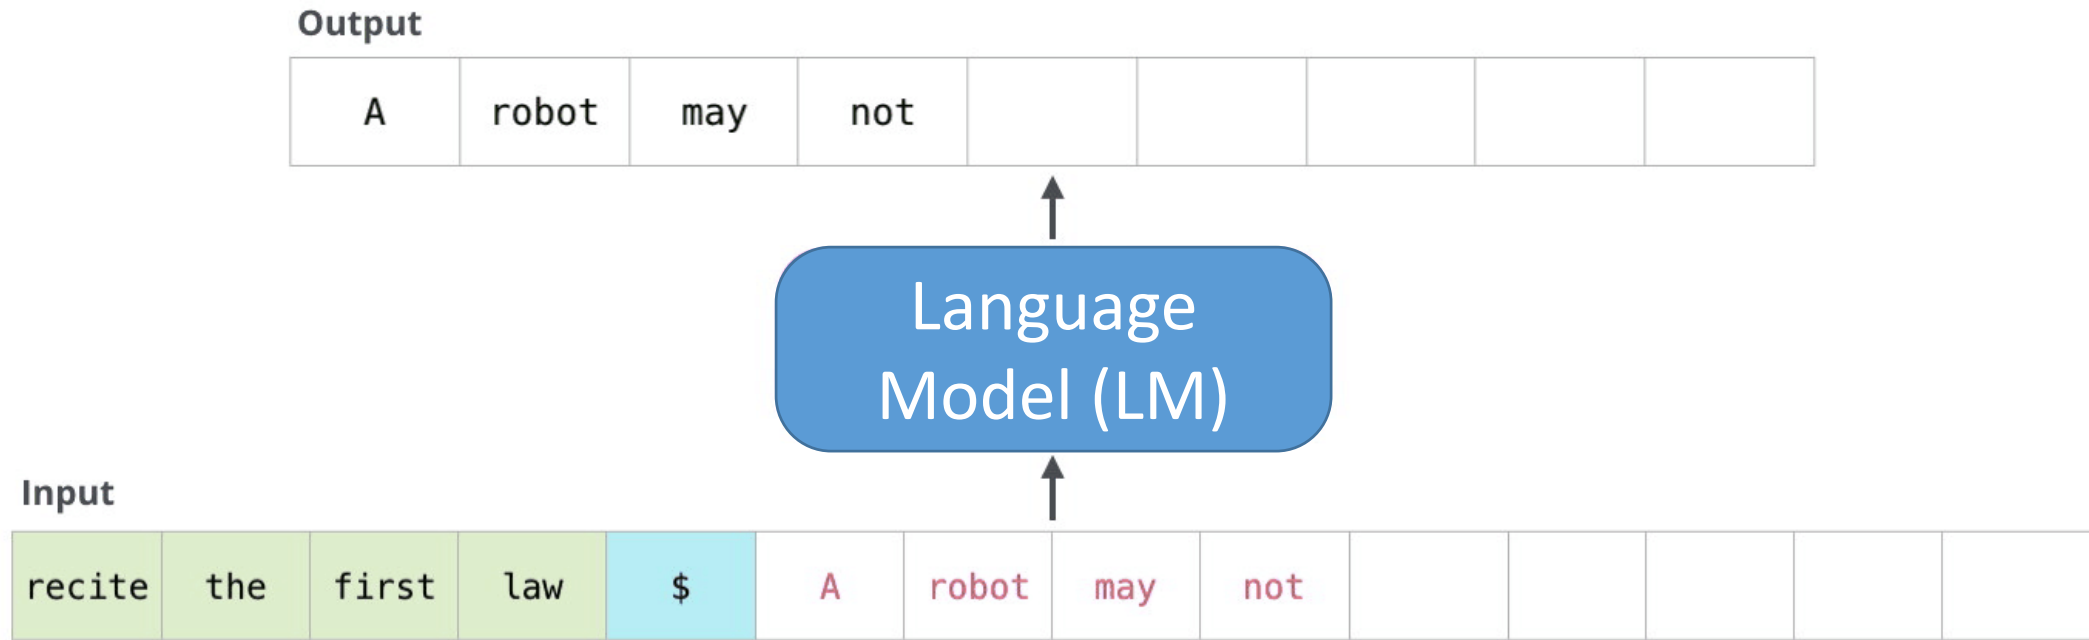 Output
A robot may not
Language
Model (LM)
Input
recite the first law $ A robot may not